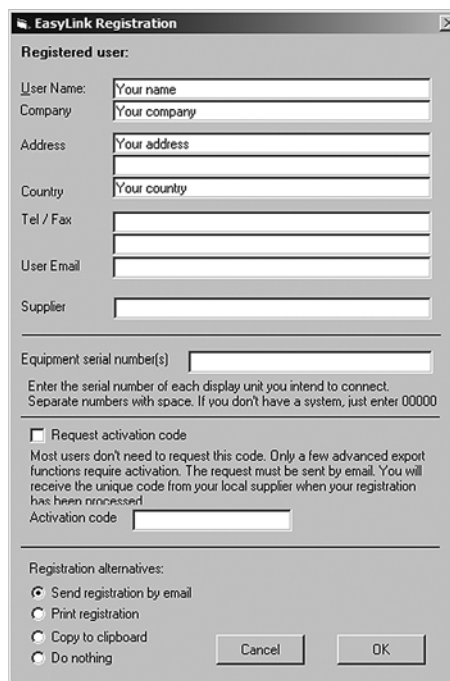 EasyLink Registration
Registered user:
User Name: Your name
Company Your company
Address Your address
Country Your country
Tel / Fax
User Email
Supplier
Equipment serial number(s)
Enter the serial number of each display unit you intend to connect.
Separate numbers with space. If you don't have a system, just enter 00000
Request activation code
Most users don't need to request this code. Only a few advanced export
functions require activation. The request must be sent by email. You will
receive the unique code from your local supplier when your registration
has been processed
Activation code
Registration alternatives:
Send registration by email
Print registration
Copy to clipboard
Do nothing
Cancel OK